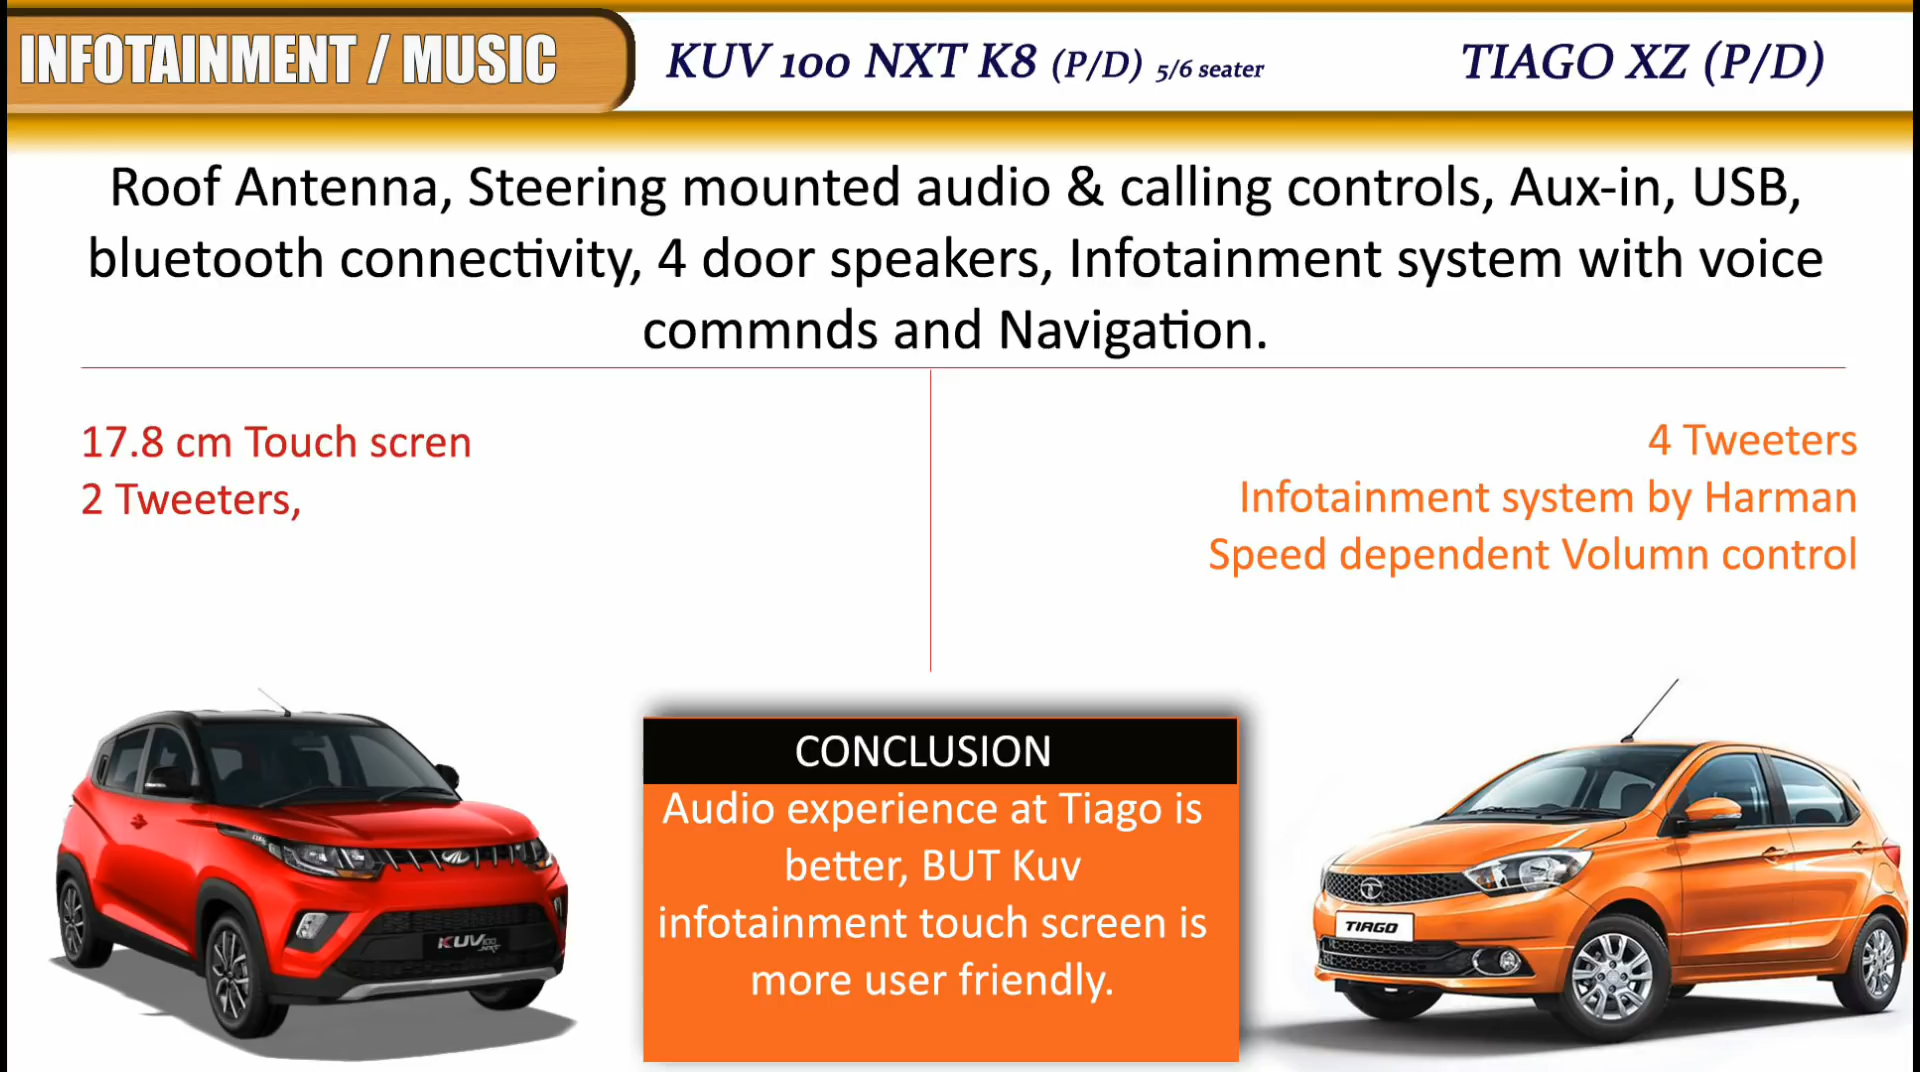 INFOTAINMENT / MUSIC
KUV 100 NXT K8 (P/D) 5/6 seater
TIAGO XZ (P/D)
Roof Antenna, Steering mounted audio & calling controls, Aux-in, USB,
bluetooth connectivity, 4 door speakers, Infotainment system with voice
commnds and Navigation.
17.8 cm Touch scren
2 Tweeters,
4 Tweeters
Infotainment system by Harman
Speed dependent Volumn control
CONCLUSION
Audio experience at Tiago is
better, BUT Kuv
infotainment touch screen is
more user friendly.
KUV100
NXT
TIAGO